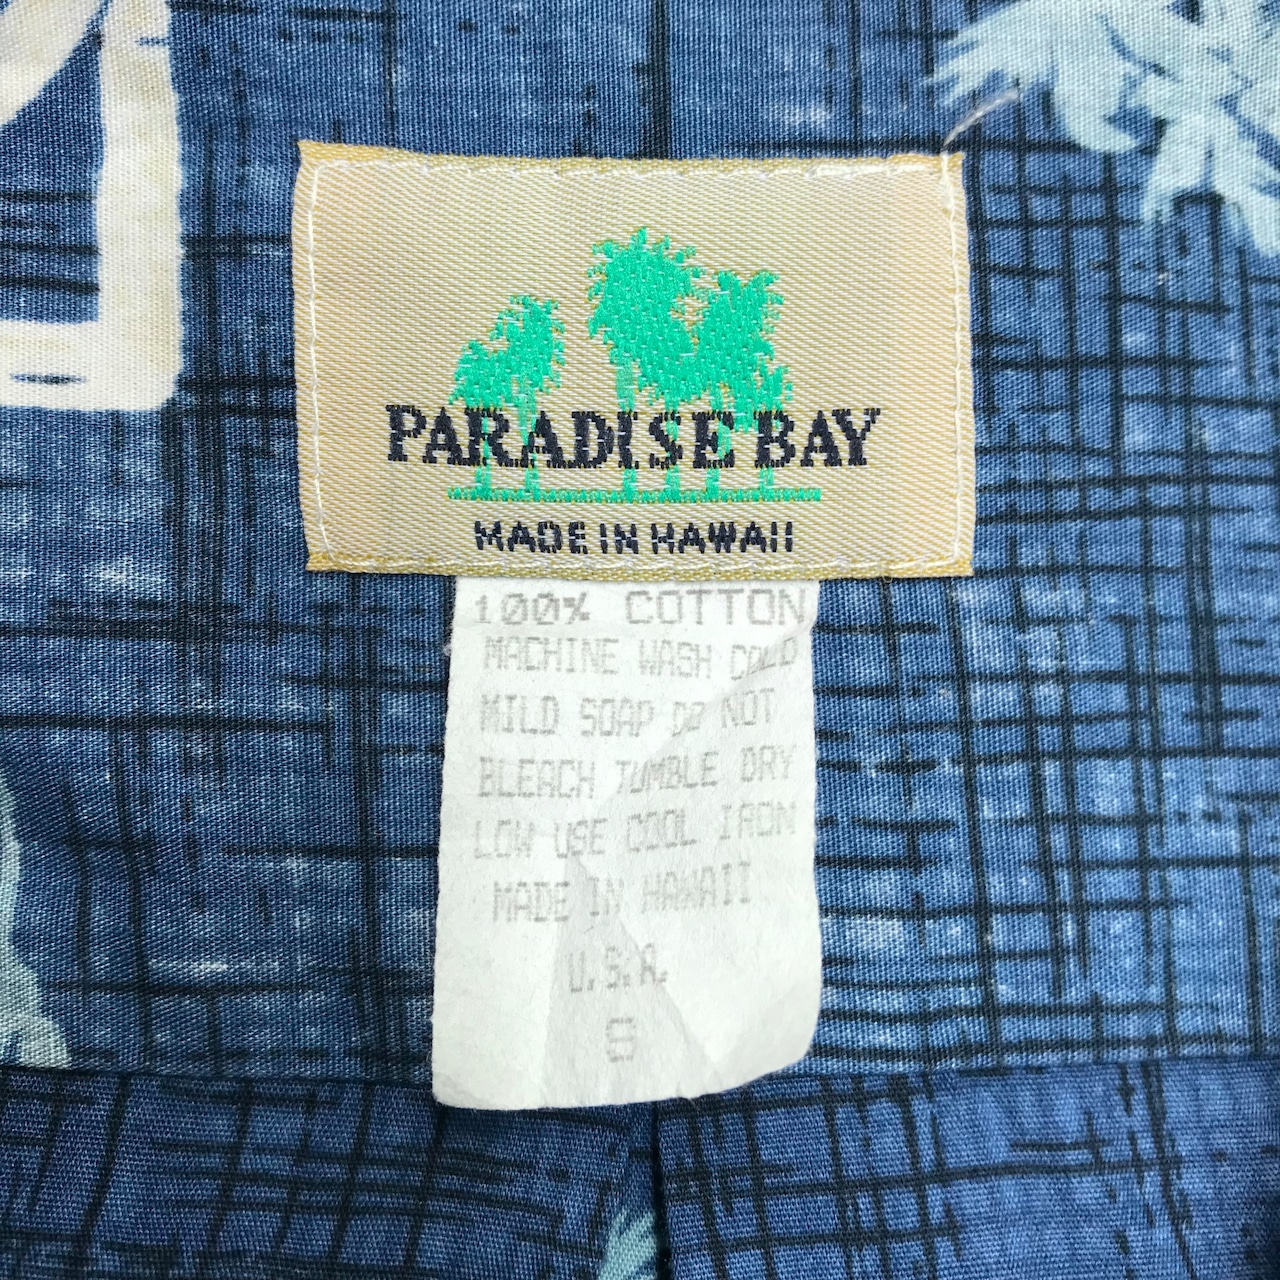 PARADISE BAY
MADE IN HAWAII
100% COTTON
MACHINE WASH COLD
MILD SOAP DO NOT
BLEACH TUMBLE DRY
LOW USE COOL IRON
MADE IN HAWAII
U.S.A.
S